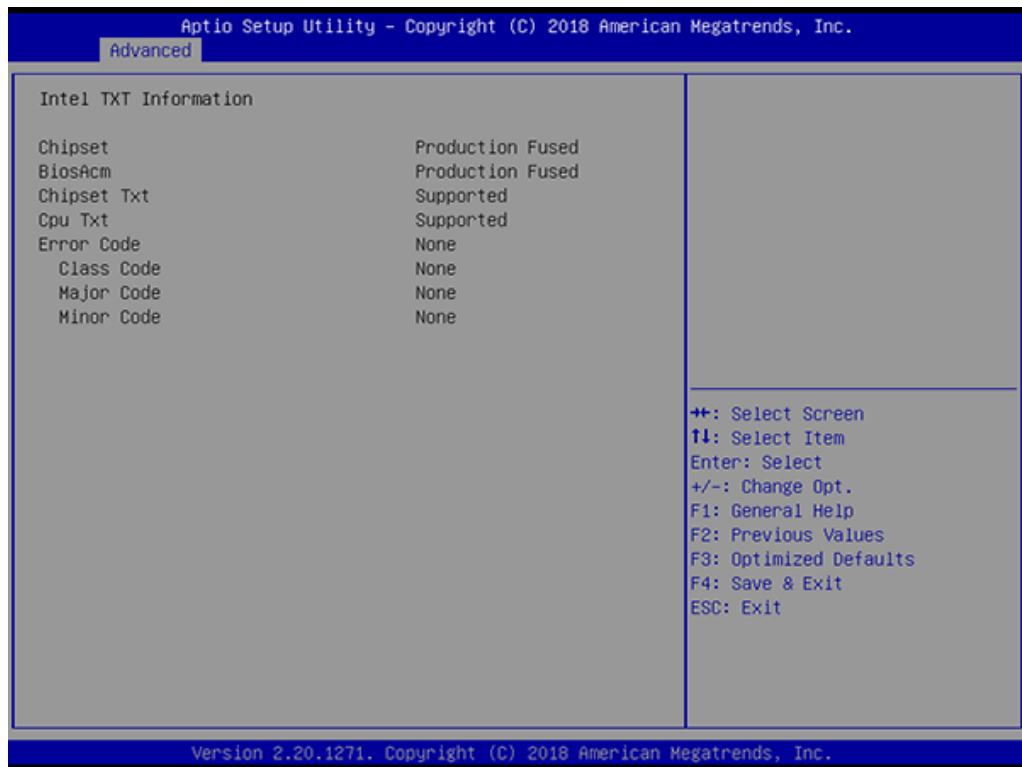 Aptio Setup Utility – Copyright (C) 2018 American Megatrends, Inc.
Advanced
Intel TXT Information
Chipset Production Fused
BiosAcm Production Fused
Chipset Txt Supported
Cpu Txt Supported
Error Code None
Class Code None
Major Code None
Minor Code None
→←: Select Screen
↑↓: Select Item
Enter: Select
+/-: Change Opt.
F1: General Help
F2: Previous Values
F3: Optimized Defaults
F4: Save & Exit
ESC: Exit
Version 2.20.1271. Copyright (C) 2018 American Megatrends, Inc.